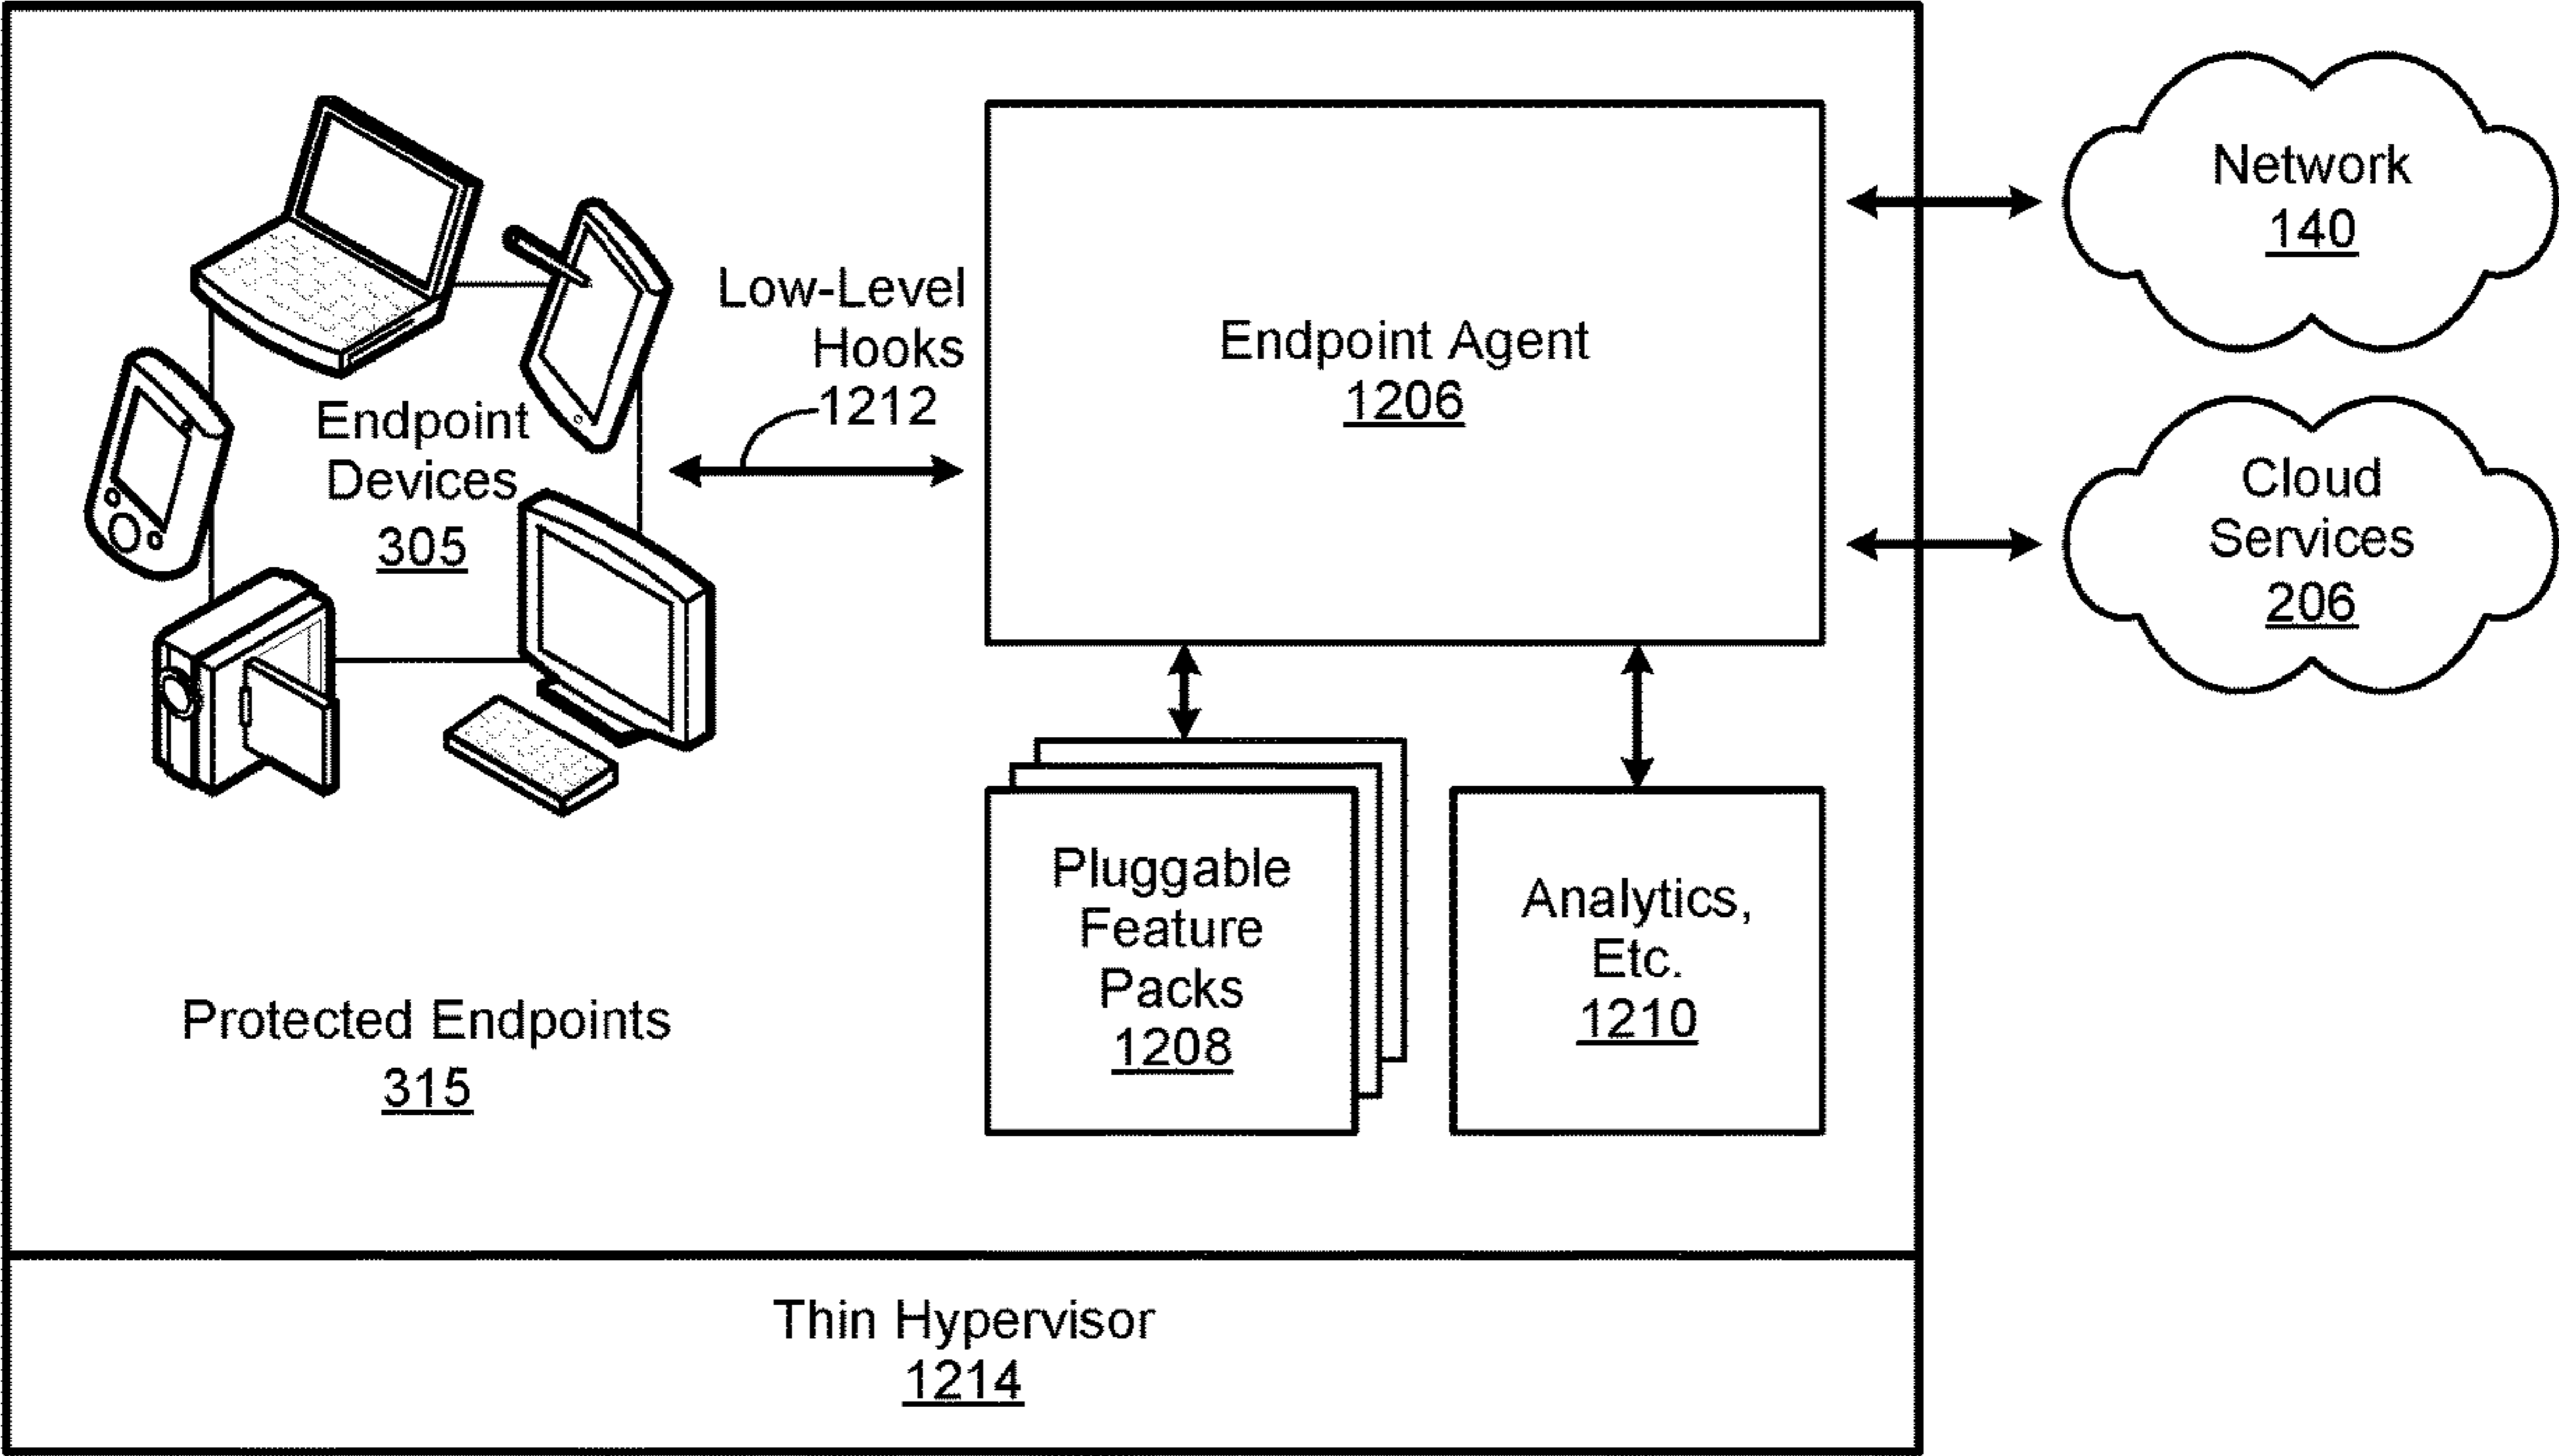 Endpoint
Devices
305
Low-Level
Hooks
1212
Endpoint Agent
1206
Network
140
Cloud
Services
206
Pluggable
Feature
Packs
1208
Analytics,
Etc.
1210
Protected Endpoints
315
Thin Hypervisor
1214